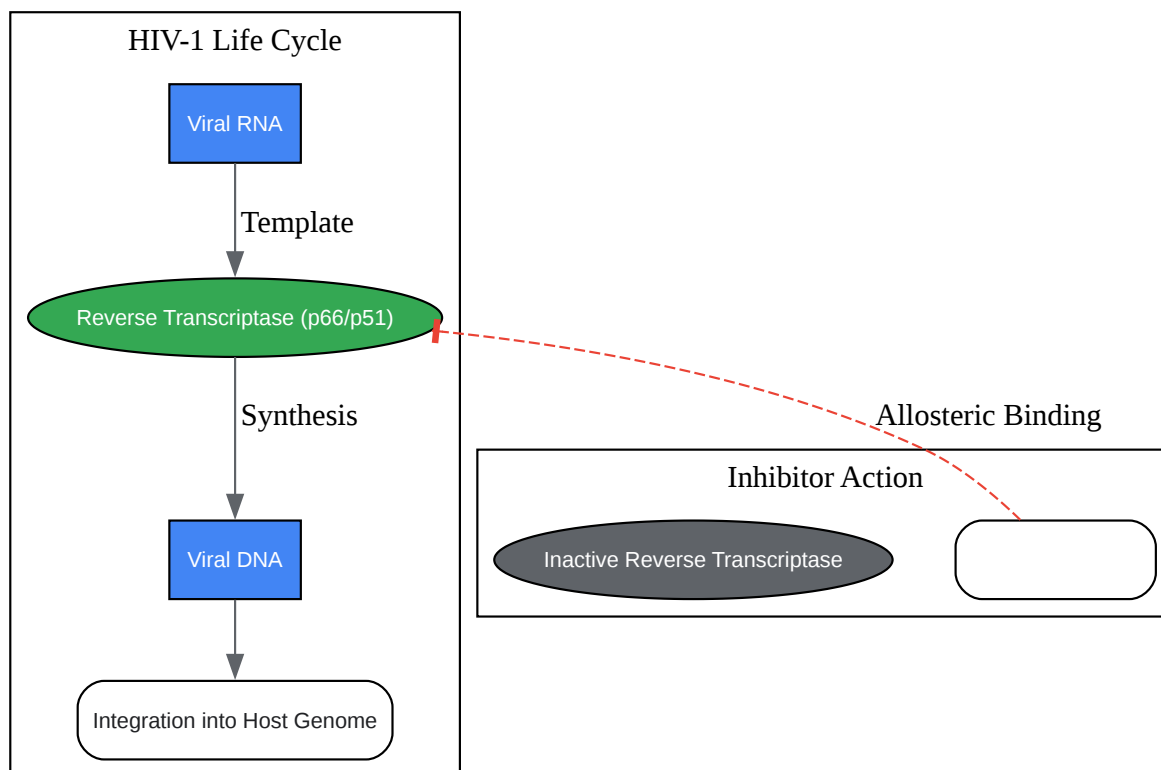 HIV-1 Life Cycle
Viral RNA
Template
Reverse Transcriptase (p66/p51)
Synthesis
Allosteric Binding
Inhibitor Action
Viral DNA
Inactive Reverse Transcriptase
Integration into Host Genome